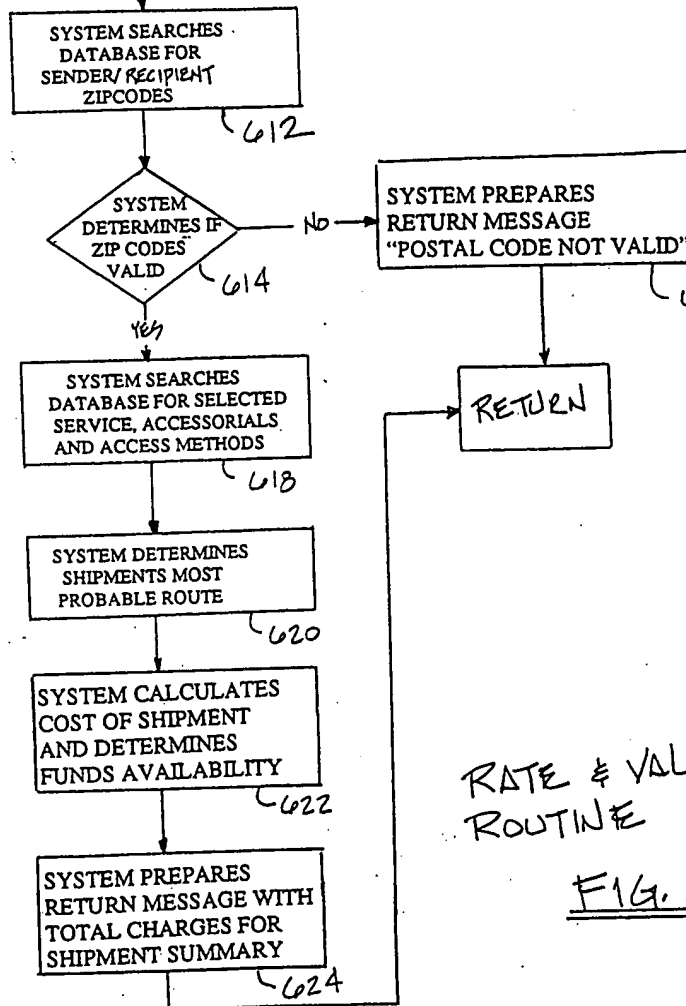 SYSTEM SEARCHES
DATABASE FOR
SENDER/RECIPIENT
ZIPCODES
612
SYSTEM
DETERMINES IF
ZIP CODES
VALID
614
NO
SYSTEM PREPARES
RETURN MESSAGE
"POSTAL CODE NOT VALID"
YES
RETURN
SYSTEM SEARCHES
DATABASE FOR SELECTED
SERVICE, ACCESSORIALS
AND ACCESS METHODS
618
SYSTEM DETERMINES
SHIPMENTS MOST
PROBABLE ROUTE
620
SYSTEM CALCULATES
COST OF SHIPMENT
AND DETERMINES
FUNDS AVAILABILITY
622
SYSTEM PREPARES
RETURN MESSAGE WITH
TOTAL CHARGES FOR
SHIPMENT SUMMARY
624
RATE & VAL
ROUTINE
FIG.